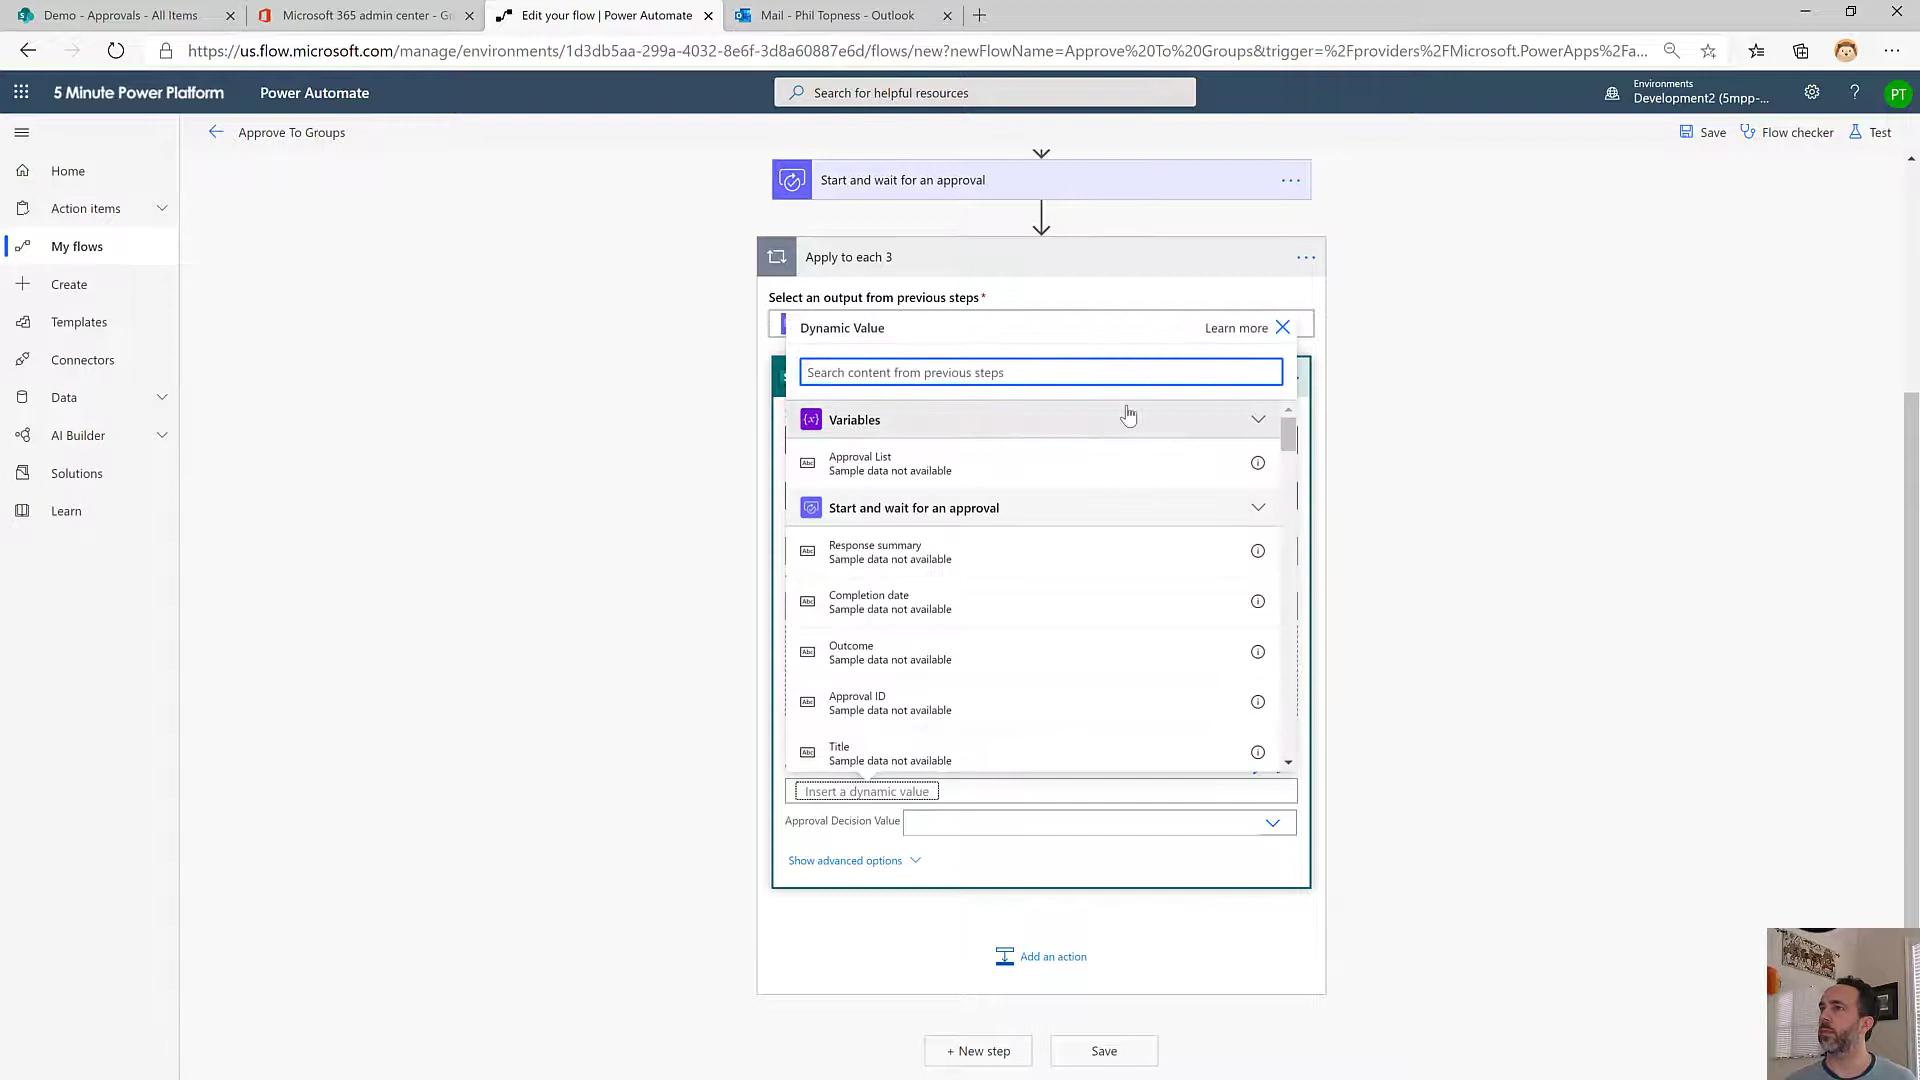 Demo - Approvals - All Items
Microsoft 365 admin center - Gr
Edit your flow | Power Automate
Mail - Phil Topness - Outlook
https://us.flow.microsoft.com/manage/environments/1d3db5aa-299a-4032-8e6f-3d8a60887e6d/flows/new?newFlowName=Approve%20To%20Groups&trigger=%2Fproviders%2FMicrosoft.PowerApps%2Fa...
5 Minute Power Platform
Power Automate
Search for helpful resources
Environments
Development2 (5mpp-...
PT
Approve To Groups
Save
Flow checker
Test
Home
Action items
My flows
Create
Templates
Connectors
Data
AI Builder
Solutions
Learn
Start and wait for an approval
Apply to each 3
Select an output from previous steps*
Dynamic Value
Learn more
Search content from previous steps
Variables
Approval List
Sample data not available
Start and wait for an approval
Response summary
Sample data not available
Completion date
Sample data not available
Outcome
Sample data not available
Approval ID
Sample data not available
Title
Sample data not available
Insert a dynamic value
Approval Decision Value
Show advanced options
Add an action
+ New step
Save